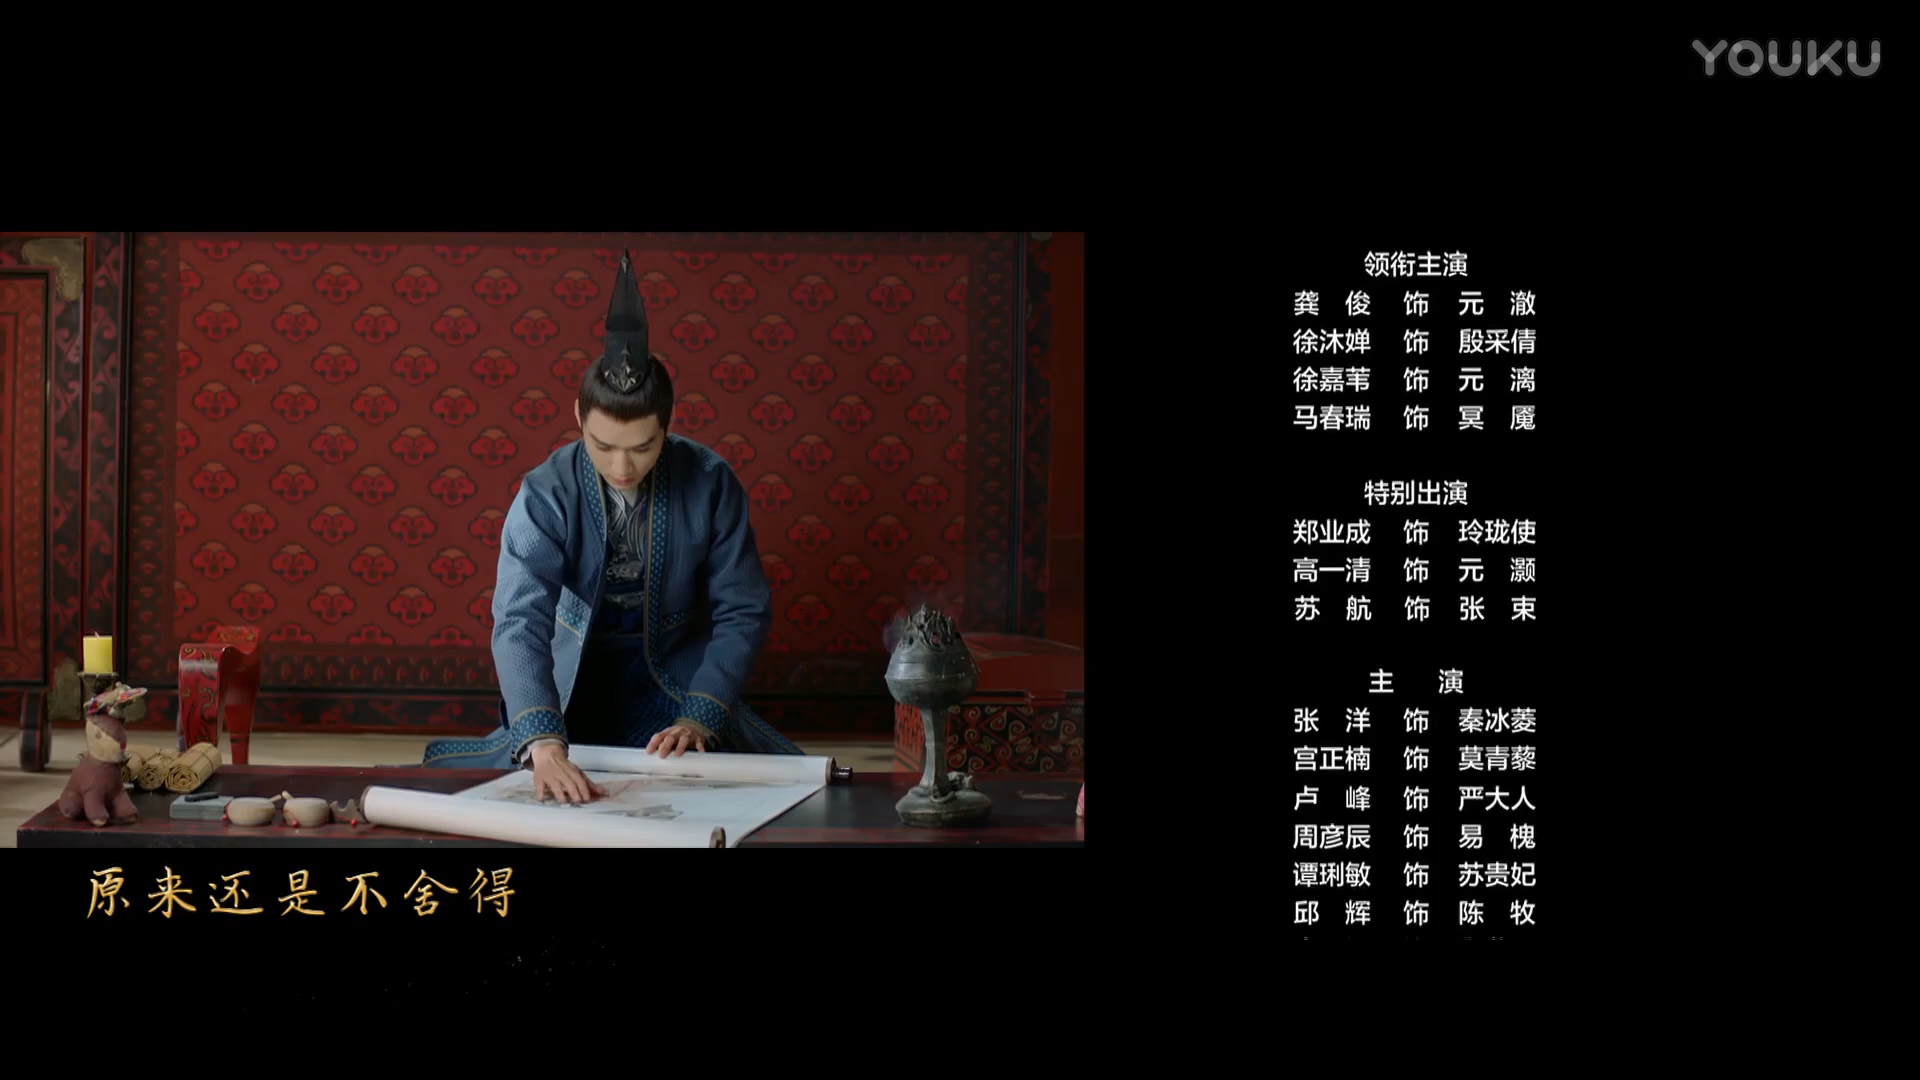 YOUKU
领衔主演
龚 俊 饰 元 澈
徐沐婵 饰 殷采倩
徐嘉苇 饰 元 漓
马春瑞 饰 冥 魇
特别出演
郑业成 饰 玲珑使
高一清 饰 元 灏
苏 航 饰 张 束
主 演
张 洋 饰 秦冰菱
宫正楠 饰 莫青藜
卢 峰 饰 严大人
周彦辰 饰 易 槐
谭琍敏 饰 苏贵妃
邱 辉 饰 陈 牧
原来还是不舍得